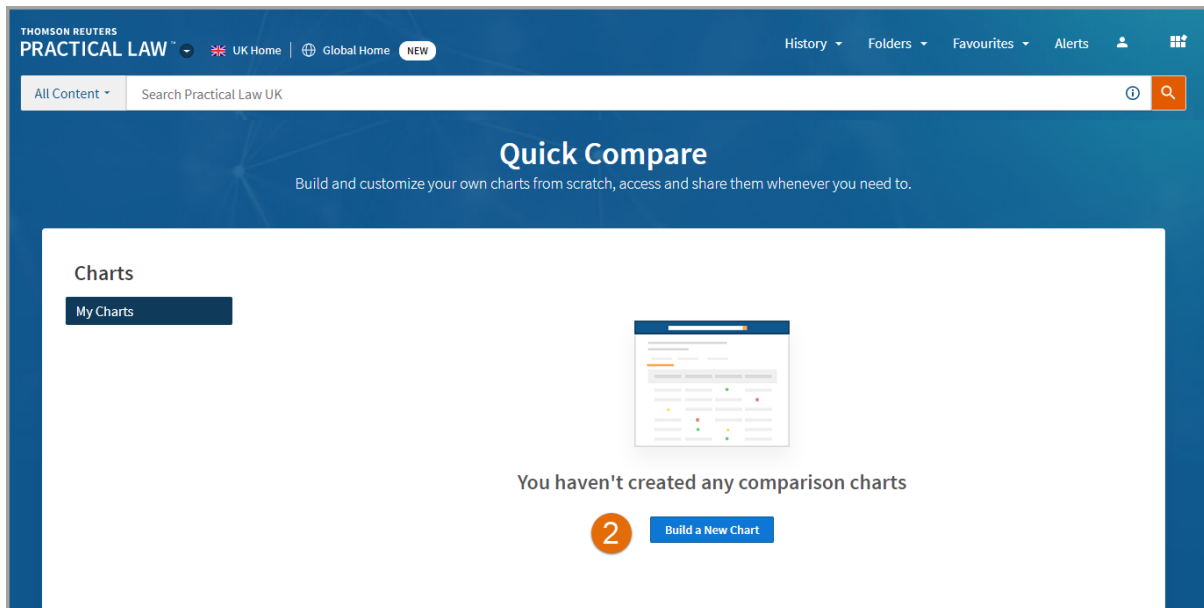 THOMSON REUTERS
PRACTICAL LAW™ UK Home | Global Home NEW History Folders Favourites Alerts
All Content Search Practical Law UK
Quick Compare
Build and customize your own charts from scratch, access and share them whenever you need to.
Charts
My Charts
You haven't created any comparison charts
2 Build a New Chart